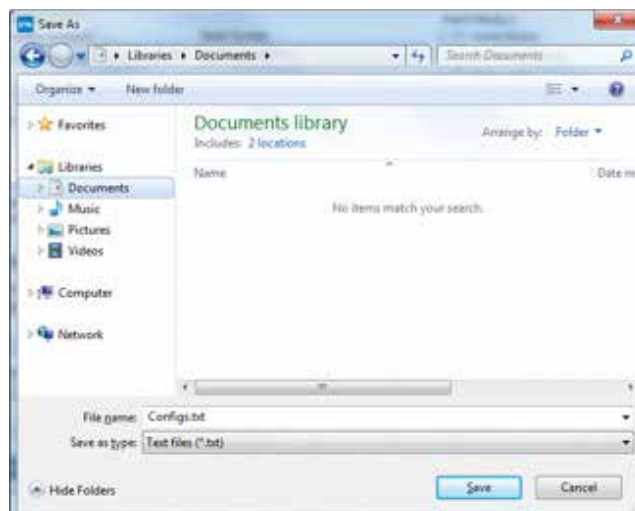 Save As
Libraries Documents
Search Documents
Organize New folder
Favorites
Libraries
Documents
Music
Pictures
Videos
Computer
Network
Documents library
Includes: 2 locations
Arrange by: Folder
Name
Date m
No items match your search.
File name: Configs.txt
Save as type: Text files (*.txt)
Hide Folders
Save Cancel